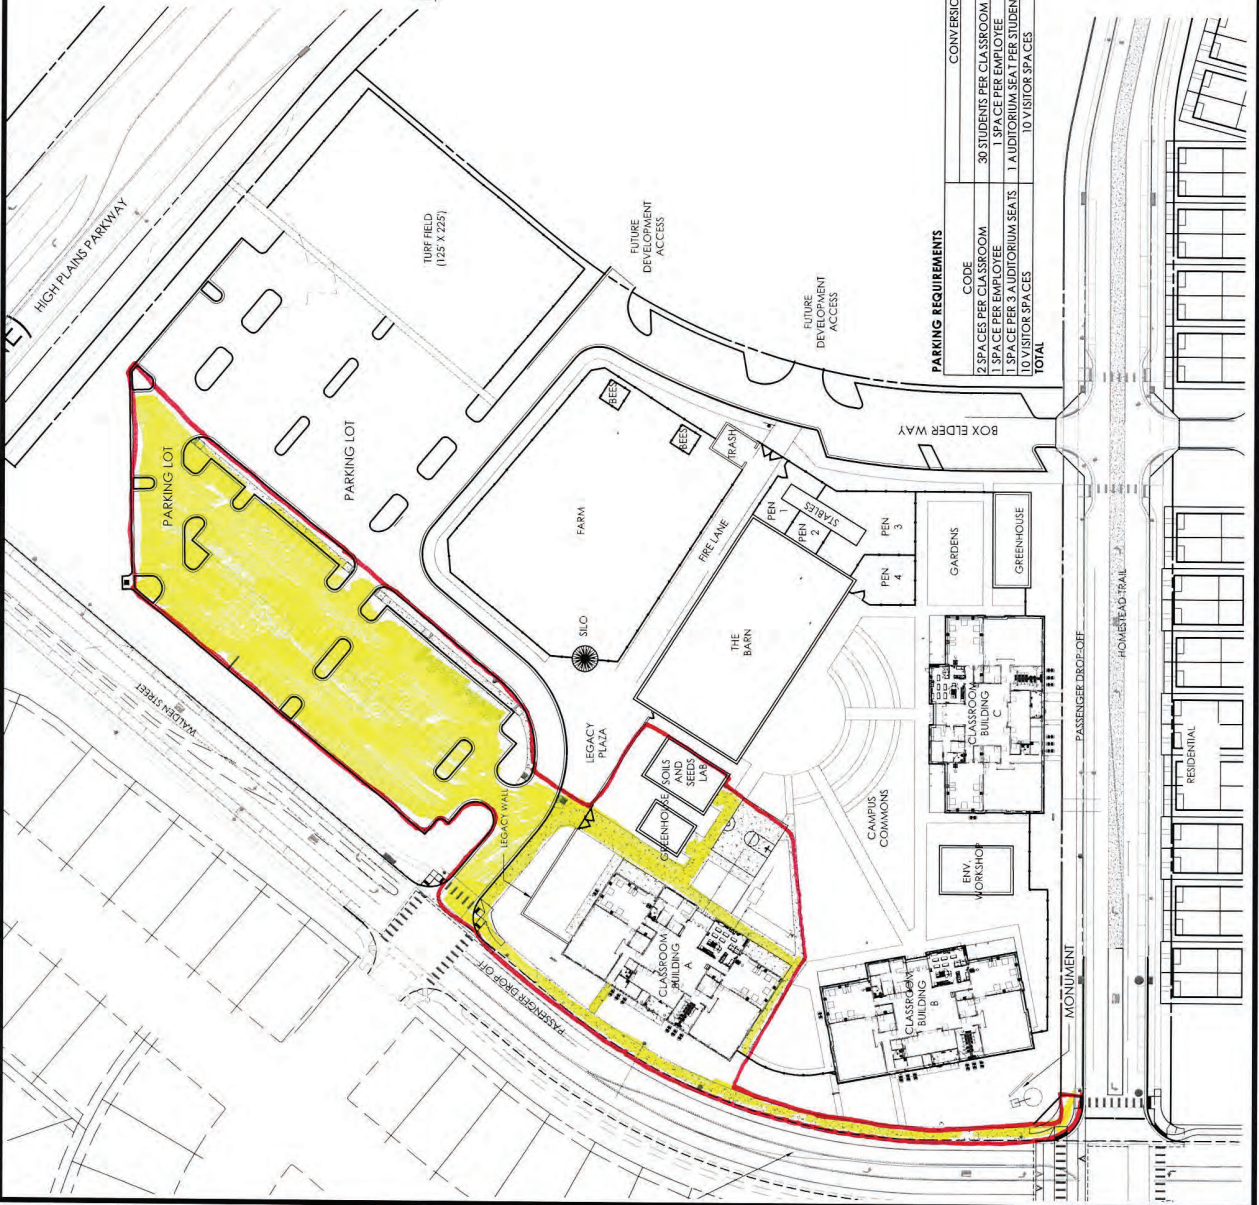 HIGH PLAINS PARKWAY
TURF FIELD
(125' X 225')
FUTURE
DEVELOPMENT
ACCESS
FUTURE
DEVELOPMENT
ACCESS
PARKING LOT
PARKING LOT
BEES
BEES
FARM
TRASH
FIRE LANE
BOX ELDER WAY
SILO
WALDEN STREET
LEGACY
PLAZA
THE
BARN
PEN
1
PEN
2
STABLES
PEN
3
PEN
4
GARDENS
GREENHOUSE
SOILS
AND
SEEDS
LAB
GREENHOUSE
LEGACY WALL
CLASSROOM
BUILDING
A
PASSENGER DROP OFF
CAMPUS
COMMONS
CLASSROOM
BUILDING
C
ENV.
WORKSHOP
CLASSROOM
BUILDING
B
MONUMENT
PASSENGER DROP-OFF
HOMESTEAD TRAIL
RESIDENTIAL
PARKING REQUIREMENTS
CODE
2 SPACES PER CLASSROOM 30 STUDENTS PER CLASSROOM
1 SPACE PER EMPLOYEE 1 SPACE PER EMPLOYEE
1 SPACE PER 3 AUDITORIUM SEATS 1 AUDITORIUM SEAT PER STUDEN
10 VISITOR SPACES 10 VISITOR SPACES
TOTAL